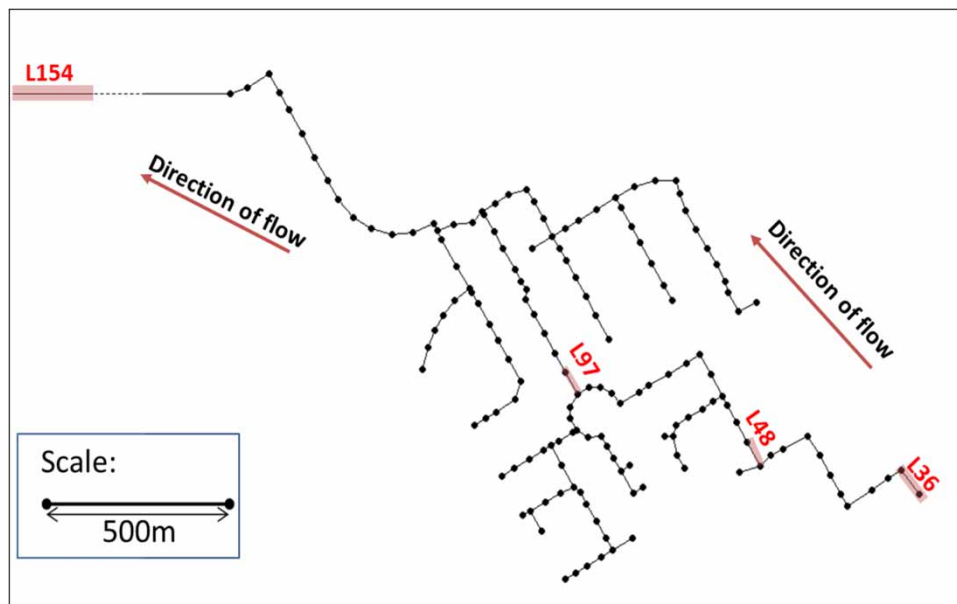 L154
Direction of flow
Direction of flow
L97
L48
L36
Scale:
500m